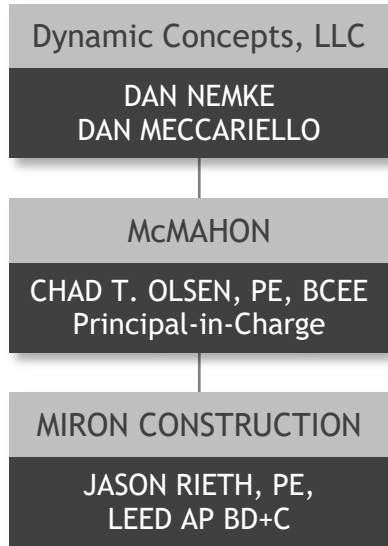 Dynamic Concepts, LLC
DAN NEMKE
DAN MECCARIELLO
McMAHON
CHAD T. OLSEN, PE, BCEE
Principal-in-Charge
MIRON CONSTRUCTION
JASON RIETH, PE,
LEED AP BD+C